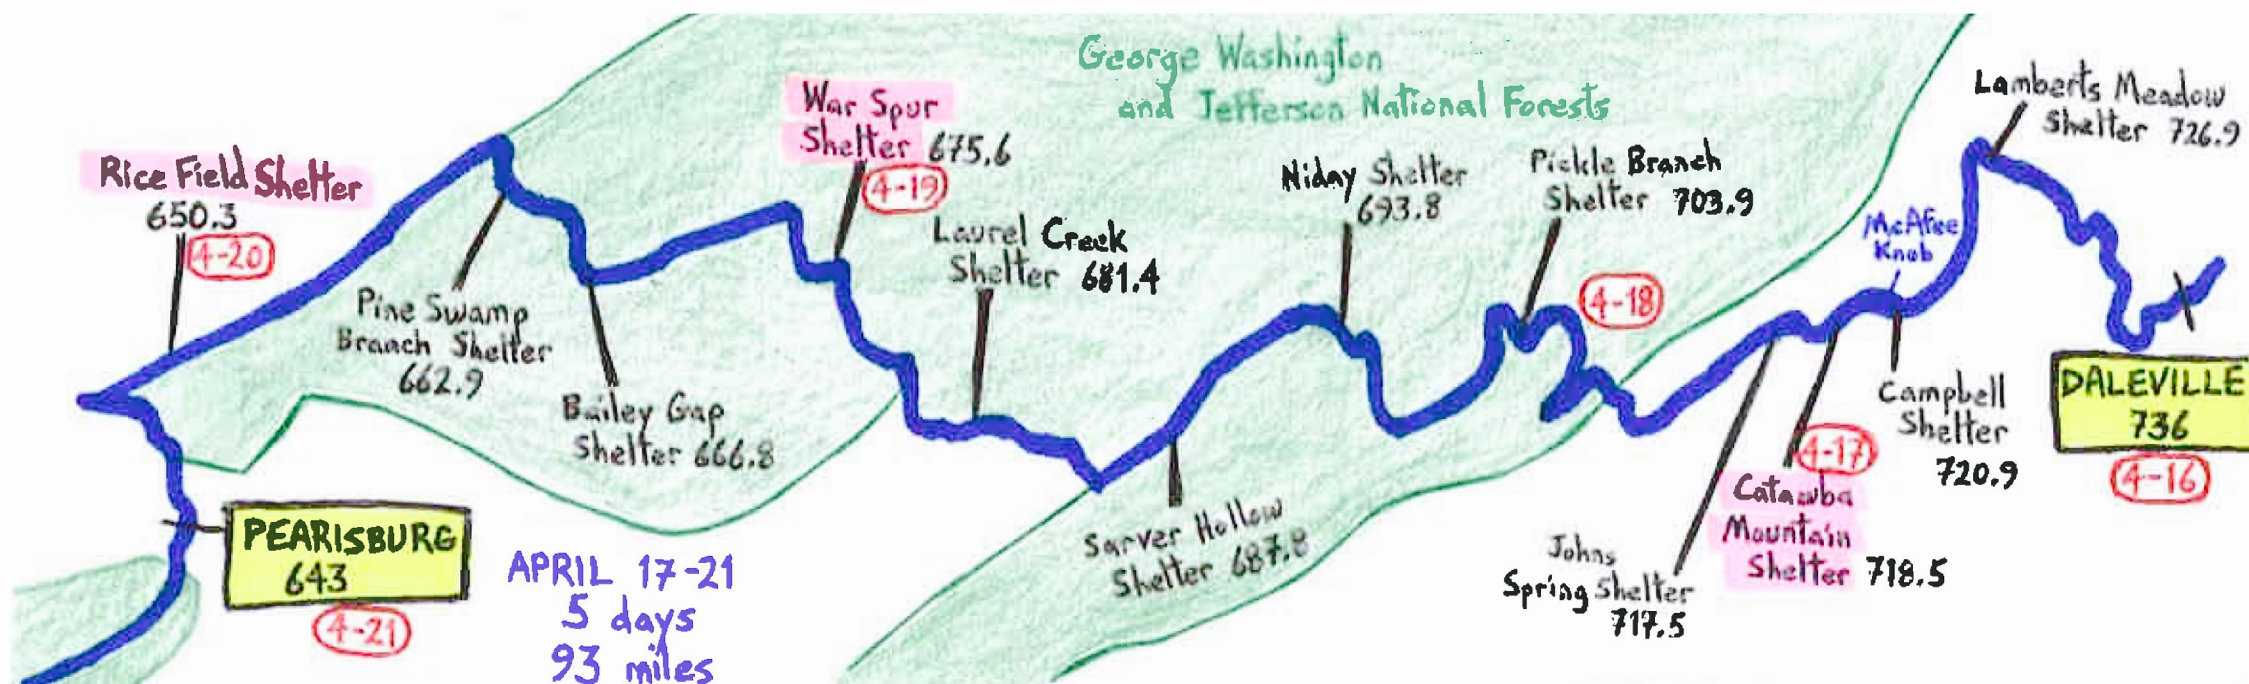 George Washington
and Jefferson National Forests
Rice Field Shelter
650.3
4-20
Pine Swamp
Branch Shelter
662.9
Bailey Gap
Shelter 666.8
War Spur
Shelter 675.6
4-19
Laurel Creek
Shelter 681.4
Sarver Hollow
Shelter 687.8
Niday Shelter
693.8
Pickle Branch
Shelter 703.9
4-18
Johns
Spring Shelter
717.5
4-17
Catawba
Mountain
Shelter 718.5
McAfee
Knob
Campbell
Shelter
720.9
Lamberts Meadow
Shelter 726.9
DALEVILLE
736
4-16
PEARISBURG
643
4-21
APRIL 17-21
5 days
93 miles